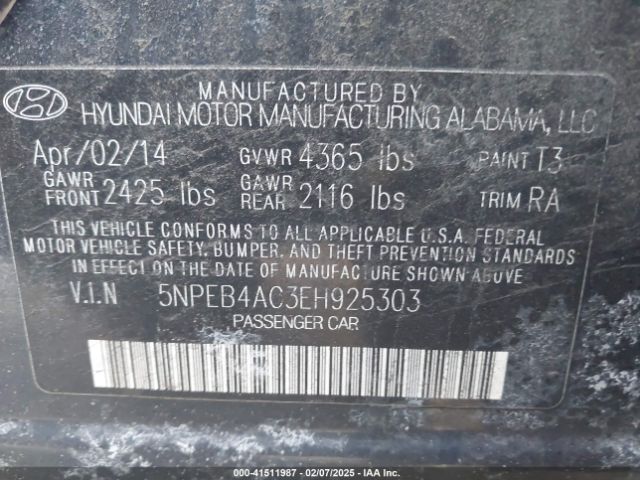 MANUFACTURED BY
HYUNDAI MOTOR MANUFACTURING ALABAMA, LLC
Apr/02/14 GVWR 4365 lbs PAINT T3
GAWR FRONT 2425 lbs GAWR REAR 2116 lbs TRIM RA
THIS VEHICLE CONFORMS TO ALL APPLICABLE U.S.A. FEDERAL
MOTOR VEHICLE SAFETY, BUMPER, AND THEFT PREVENTION STANDARDS
IN EFFECT ON THE DATE OF MANUFACTURE SHOWN ABOVE.
V.I.N 5NPEB4AC3EH925303
PASSENGER CAR
000-41511987 - 02/07/2025 - IAA Inc.